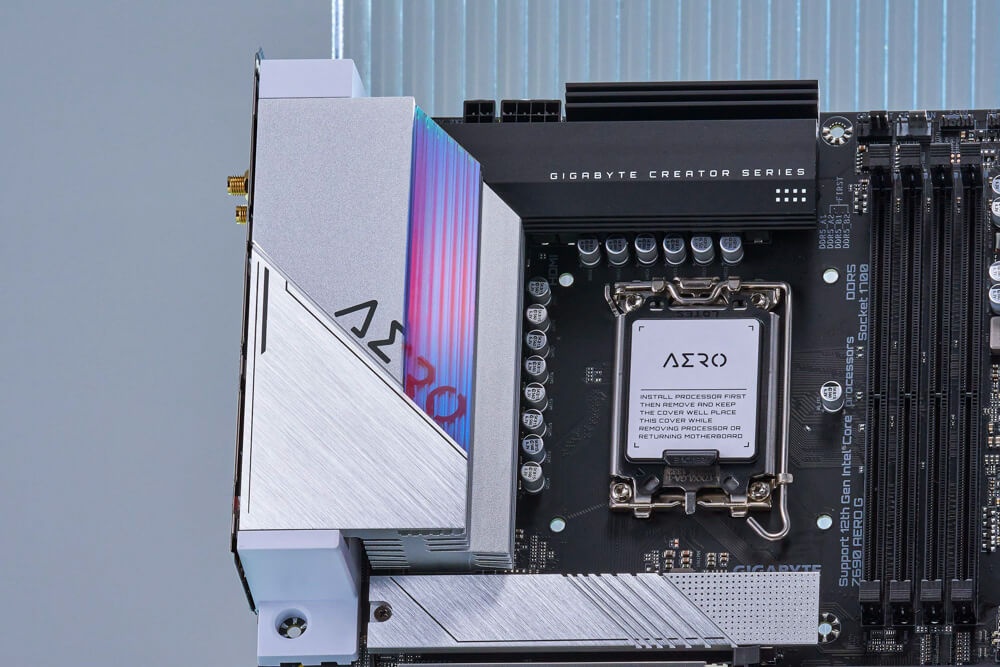 GIGABYTE CREATOR SERIES
DDR5_A1
DDR5_A2
DDR5_B1
DDR5_B2
FIRST
HDMI
AERO
AERO
INSTALL PROCESSOR FIRST
THEN REMOVE AND KEEP
THE COVER WELL PLACE
THIS COVER WHILE
REMOVING PROCESSOR OR
RETURNING MOTHERBOARD
DDR5
Socket 1700
Support 12th Gen Intel® Core™ processors
Z690 AERO G
GIGABYTE